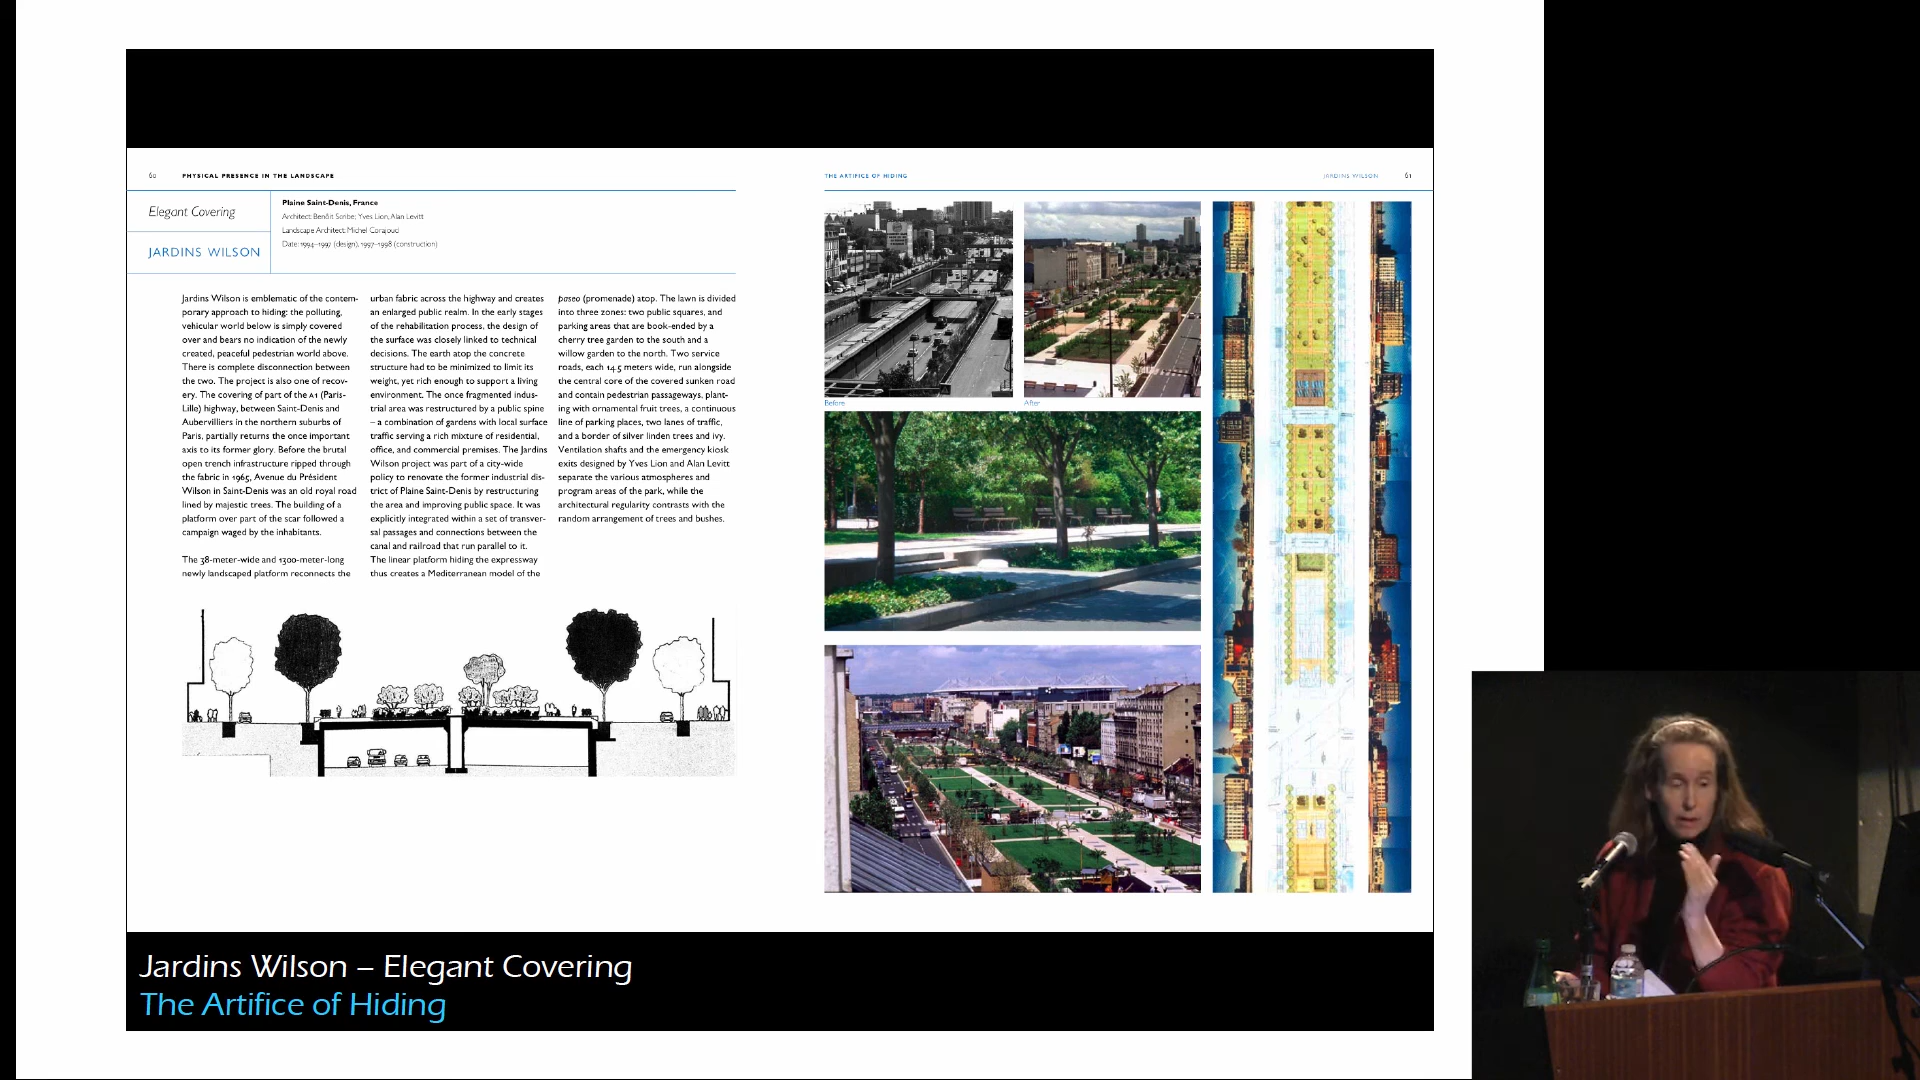 60 PHYSICAL PRESENCE IN THE LANDSCAPE
Elegant Covering
JARDINS WILSON
Plaine Saint-Denis, France
Architect: Benôit Scribe; Yves Lion, Alan Levitt
Landscape Architect: Michel Corajoud
Date: 1994–1997 (design), 1997–1998 (construction)
Jardins Wilson is emblematic of the contem-
porary approach to hiding: the polluting,
vehicular world below is simply covered
over and bears no indication of the newly
created, peaceful pedestrian world above.
There is complete disconnection between
the two. The project is also one of recov-
ery. The covering of part of the A1 (Paris-
Lille) highway, between Saint-Denis and
Aubervilliers in the northern suburbs of
Paris, partially returns the once important
axis to its former glory. Before the brutal
open trench infrastructure ripped through
the fabric in 1965, Avenue du Président
Wilson in Saint-Denis was an old royal road
lined by majestic trees. The building of a
platform over part of the scar followed a
campaign waged by the inhabitants.
The 38-meter-wide and 1300-meter-long
newly landscaped platform reconnects the
urban fabric across the highway and creates
an enlarged public realm. In the early stages
of the rehabilitation process, the design of
the surface was closely linked to technical
decisions. The earth atop the concrete
structure had to be minimized to limit its
weight, yet rich enough to support a living
environment. The once fragmented indus-
trial area was restructured by a public spine
– a combination of gardens with local surface
traffic serving a rich mixture of residential,
office, and commercial premises. The Jardins
Wilson project was part of a city-wide
policy to renovate the former industrial dis-
trict of Plaine Saint-Denis by restructuring
the area and improving public space. It was
explicitly integrated within a set of transver-
sal passages and connections between the
canal and railroad that run parallel to it.
The linear platform hiding the expressway
thus creates a Mediterranean model of the
paseo (promenade) atop. The lawn is divided
into three zones: two public squares, and
parking areas that are book-ended by a
cherry tree garden to the south and a
willow garden to the north. Two service
roads, each 14.5 meters wide, run alongside
the central core of the covered sunken road
and contain pedestrian passageways, plant-
ing with ornamental fruit trees, a continuous
line of parking places, two lanes of traffic,
and a border of silver linden trees and ivy.
Ventilation shafts and the emergency kiosk
exits designed by Yves Lion and Alan Levitt
separate the various atmospheres and
program areas of the park, while the
architectural regularity contrasts with the
random arrangement of trees and bushes.
THE ARTIFICE OF HIDING
JARDINS WILSON 61
Before
After
Jardins Wilson – Elegant Covering
The Artifice of Hiding